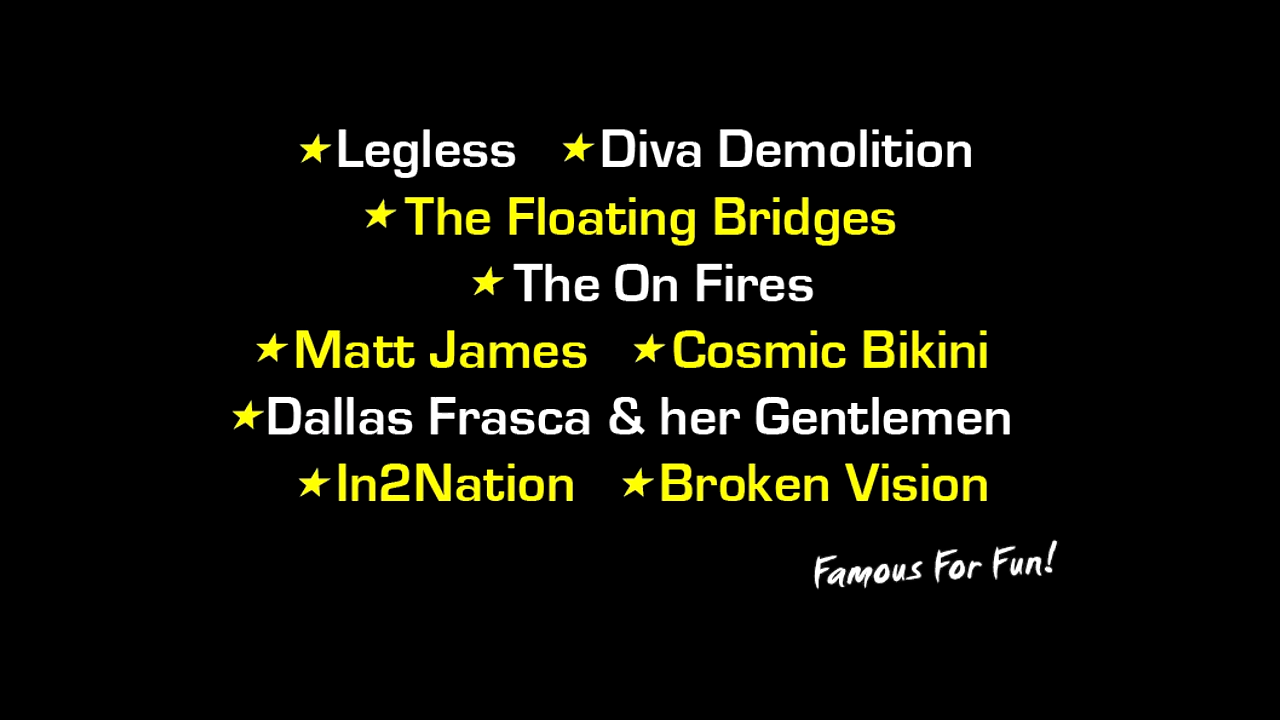 ★Legless ★Diva Demolition
★The Floating Bridges
★The On Fires
★Matt James ★Cosmic Bikini
★Dallas Frasca & her Gentlemen
★In2Nation ★Broken Vision
Famous For Fun!